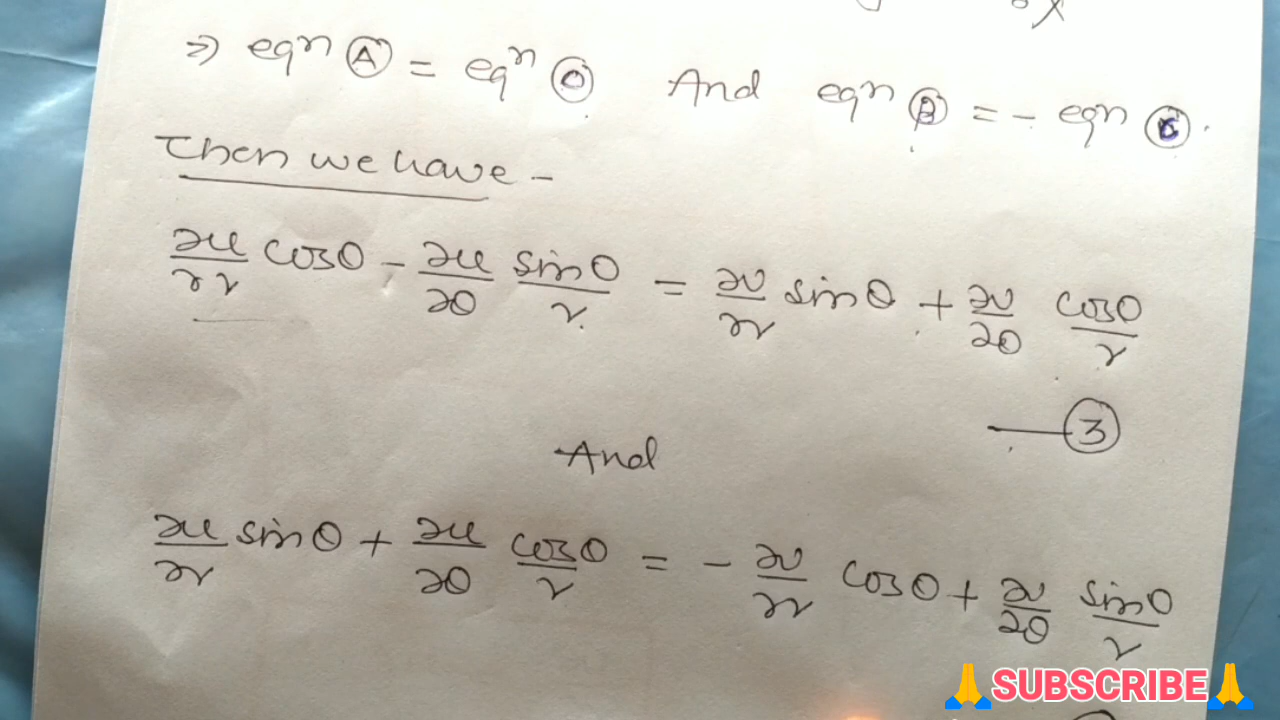 ⇒ eqn Ⓐ = eqn Ⓓ And eqn Ⓑ = - eqn Ⓒ.
Then we have -
∂u/∂r cosθ - ∂u/∂θ sinθ/r = ∂v/∂r sinθ + ∂v/∂θ cosθ/r
— ③
And
∂u/∂r sinθ + ∂u/∂θ cosθ/r = - ∂v/∂r cosθ + ∂v/∂θ sinθ/r
🙏SUBSCRIBE🙏